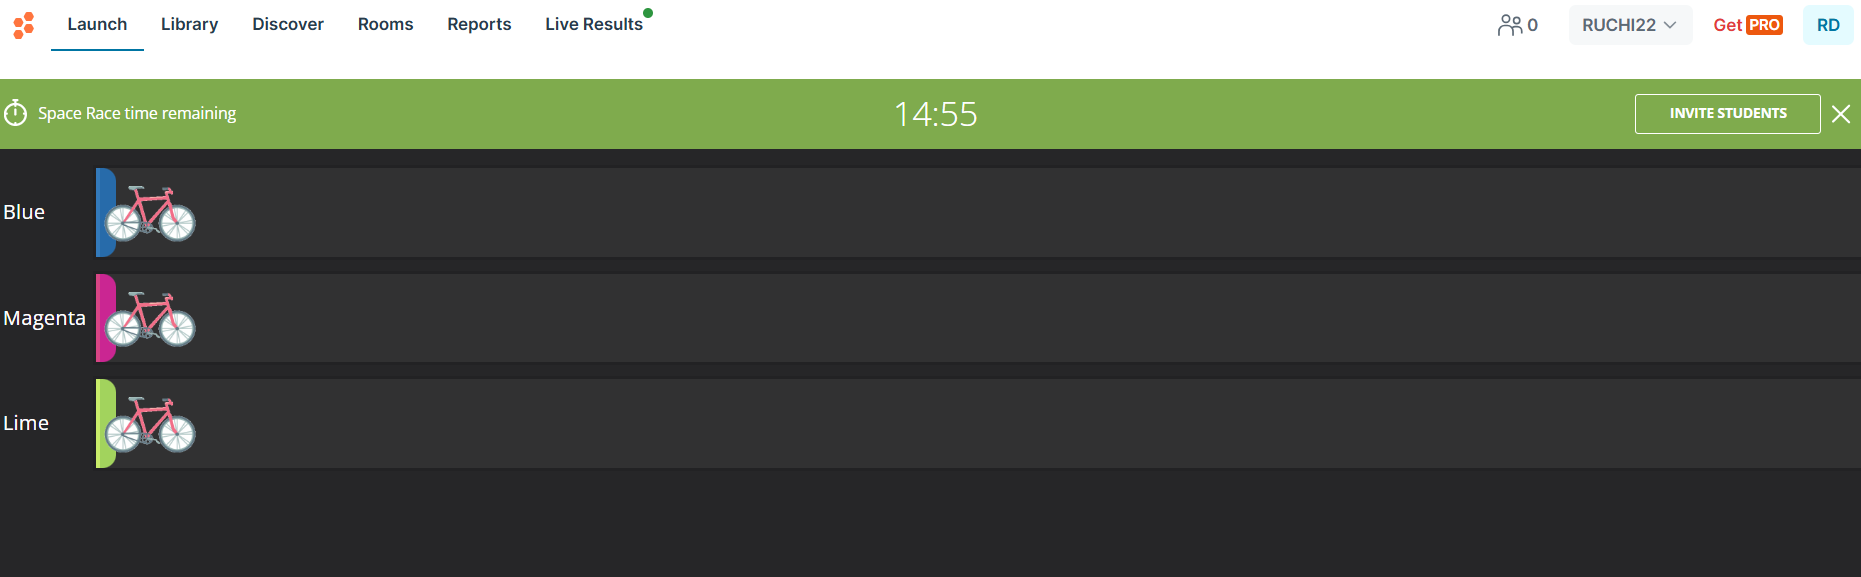 Launch Library Discover Rooms Reports Live Results 0 RUCHI22 Get PRO RD
Space Race time remaining 14:55 INVITE STUDENTS
Blue
Magenta
Lime